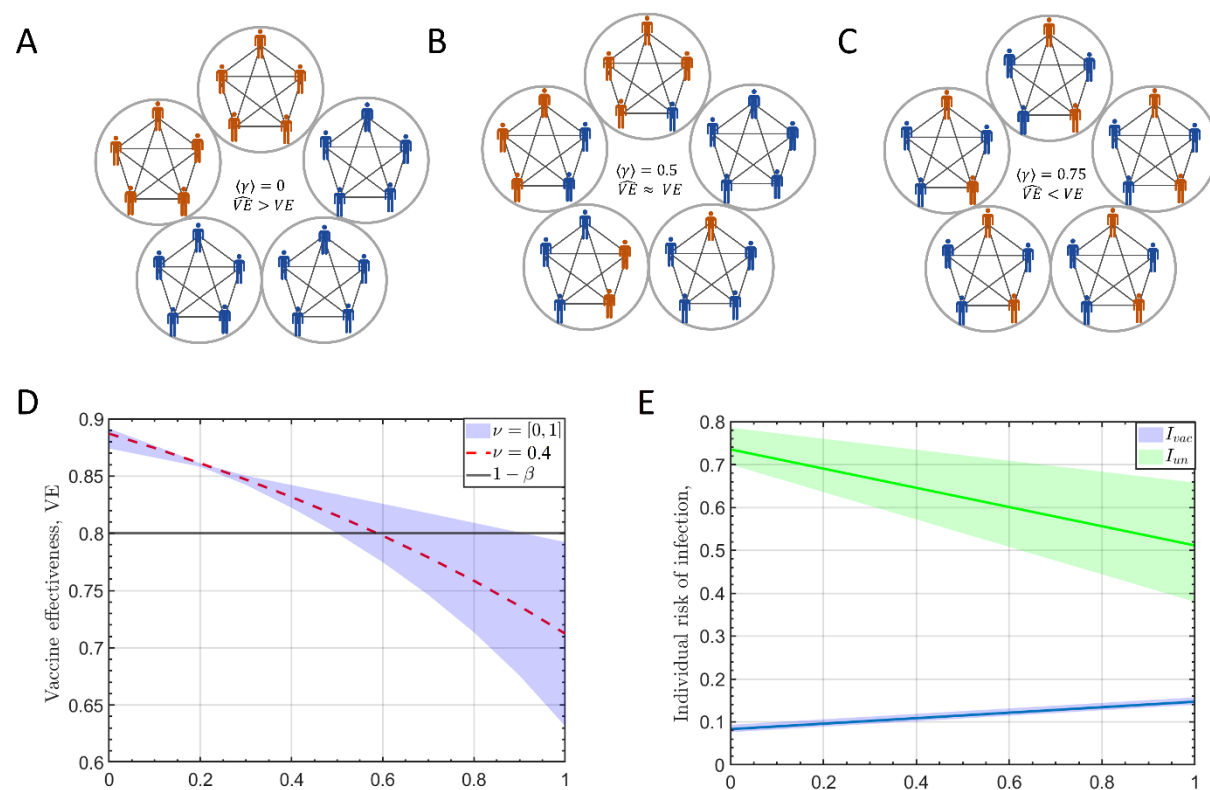 A
B
C
⟨γ⟩ = 0
V̂E > VE
⟨γ⟩ = 0.5
V̂E ≈ VE
⟨γ⟩ = 0.75
V̂E < VE
D
0.9
0.85
0.8
0.75
0.7
0.65
0.6
Vaccine effectiveness, VE
ν = [0, 1]
ν = 0.4
1 − β
0 0.2 0.4 0.6 0.8 1
E
0.8
0.7
0.6
0.5
0.4
0.3
0.2
0.1
0
Individual risk of infection,
I_vac
I_un
0 0.2 0.4 0.6 0.8 1